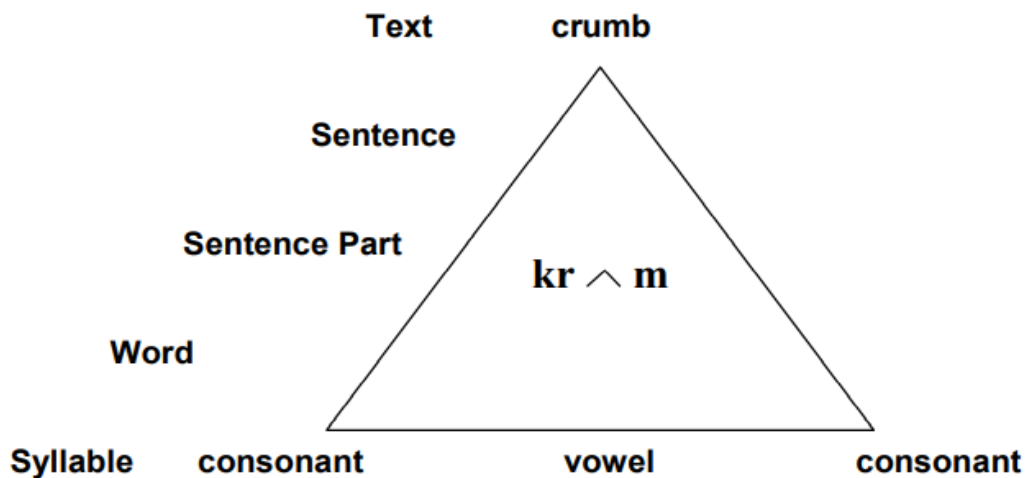 Text crumb
Sentence
Sentence Part
kr ^ m
Word
Syllable consonant vowel consonant